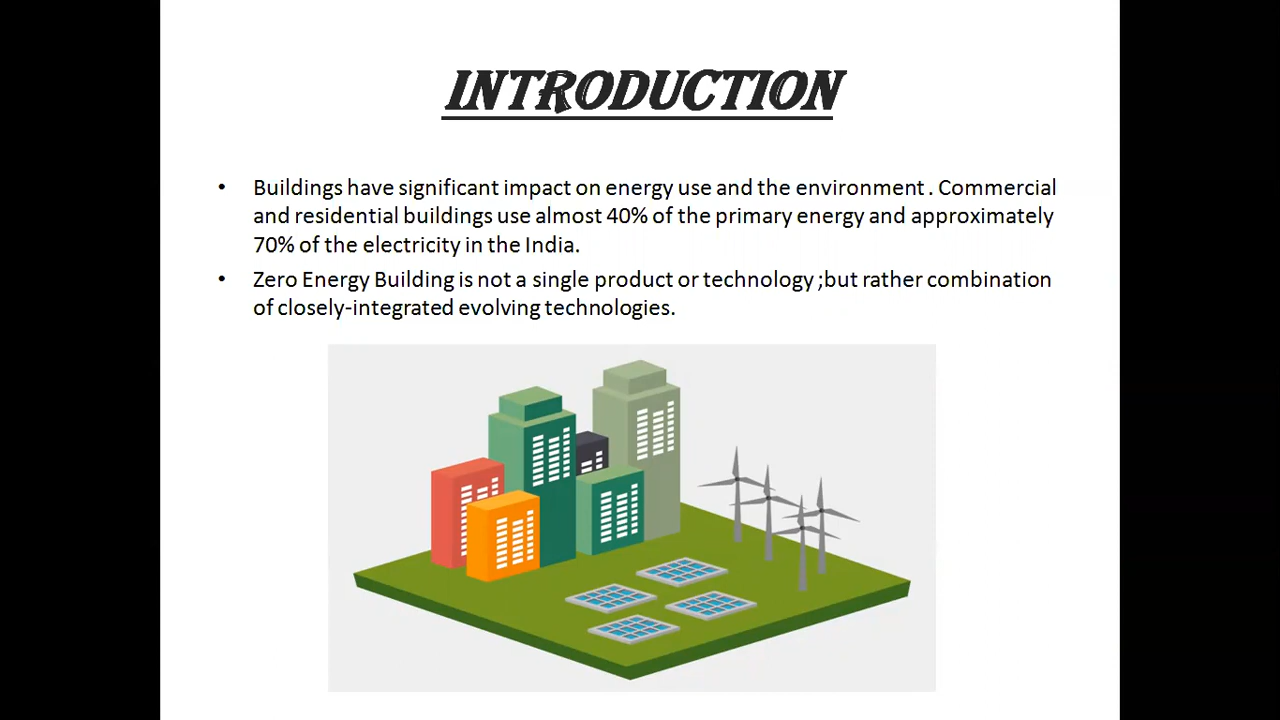 INTRODUCTION
• Buildings have significant impact on energy use and the environment . Commercial
and residential buildings use almost 40% of the primary energy and approximately
70% of the electricity in the India.
• Zero Energy Building is not a single product or technology ;but rather combination
of closely-integrated evolving technologies.